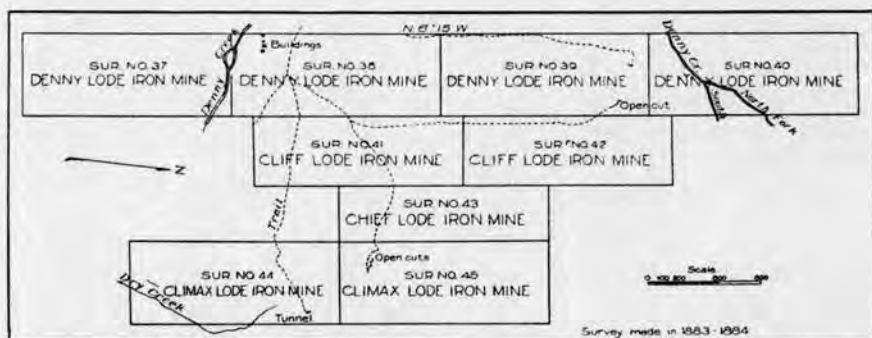 N 6°15 W
Denny Creek
Buildings
SUR. NO. 37
DENNY LODE IRON MINE
SUR. NO. 38
DENNY LODE IRON MINE
SUR. NO. 39
DENNY LODE IRON MINE
Denny Cr.
SUR. NO. 40
DENNY LODE IRON MINE
South
North Fork
Open cut
SUR. NO. 41
CLIFF LODE IRON MINE
SUR. NO. 42
CLIFF LODE IRON MINE
N
SUR. NO. 43
CHIEF LODE IRON MINE
Trail
Open cuts
SUR. NO. 44
CLIMAX LODE IRON MINE
SUR. NO. 45
CLIMAX LODE IRON MINE
Creek
Tunnel
Scale
Survey made in 1883-1884